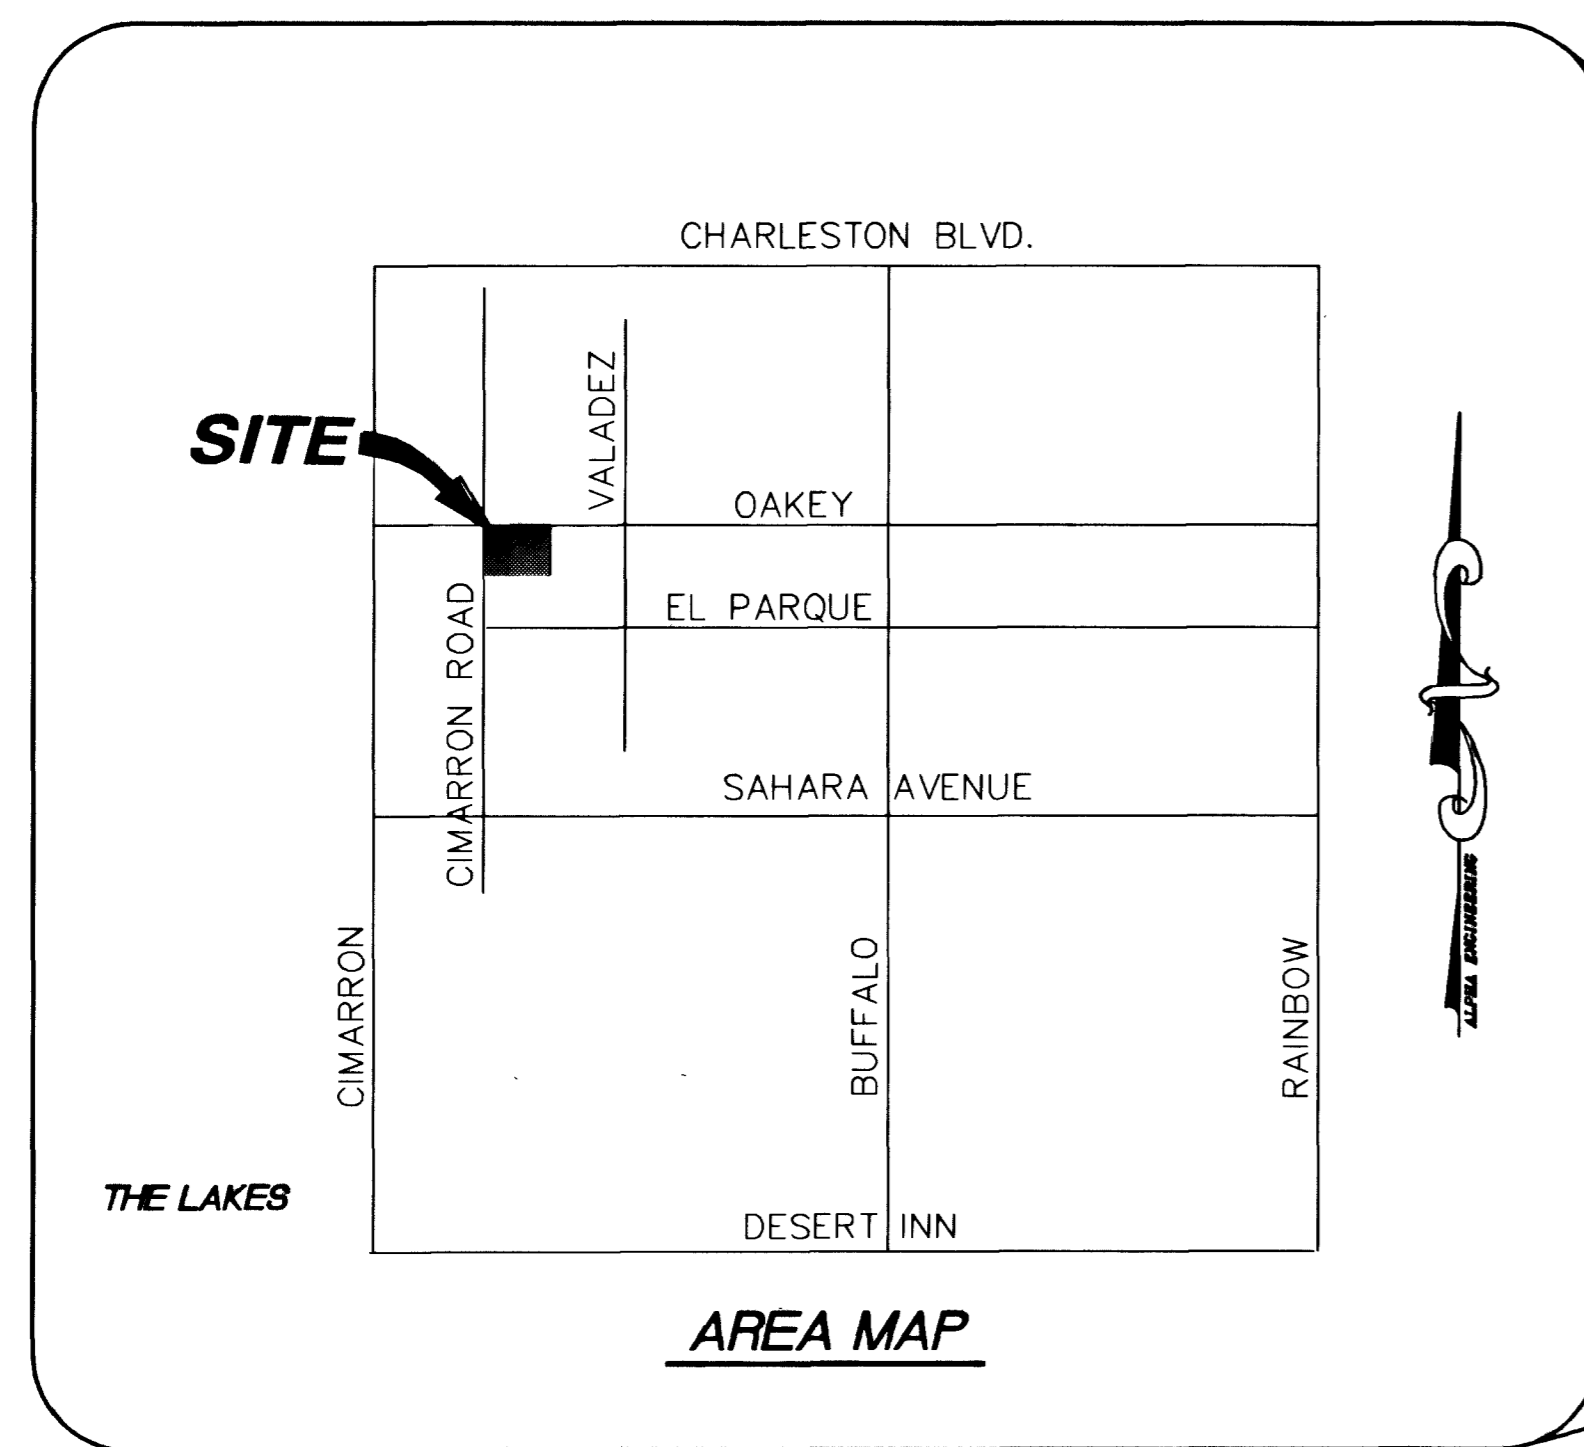 CHARLESTON BLVD.
VALADEZ
SITE
OAKEY
CIMARRON ROAD
EL PARQUE
SAHARA AVENUE
CIMARRON
BUFFALO
RAINBOW
ALPHA ENGINEERING
THE LAKES
DESERT INN
AREA MAP